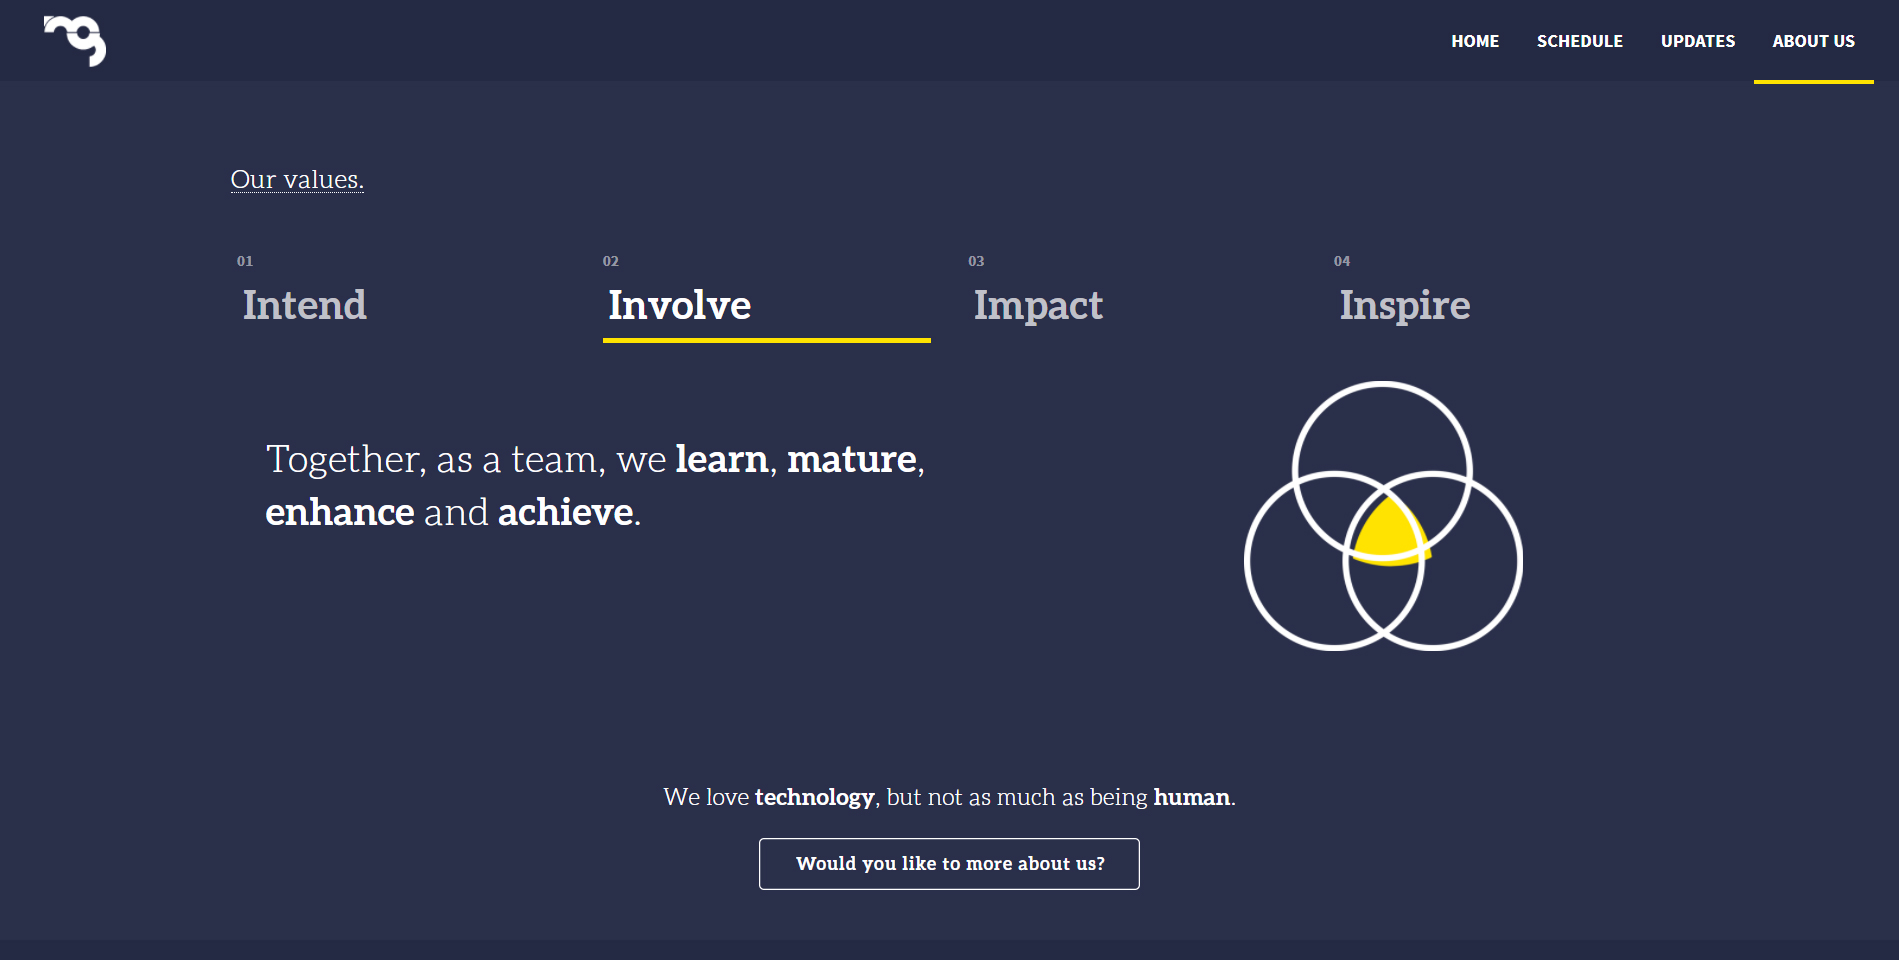 HOME SCHEDULE UPDATES ABOUT US
Our values.
01 02 03 04
Intend Involve Impact Inspire
Together, as a team, we learn, mature,
enhance and achieve.
We love technology, but not as much as being human.
Would you like to more about us?